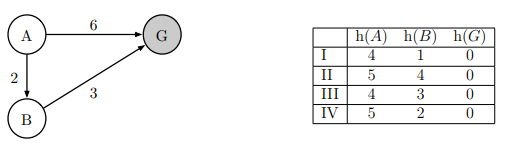 A 6 G
2
3
B
h(A) h(B) h(G)
I 4 1 0
II 5 4 0
III 4 3 0
IV 5 2 0